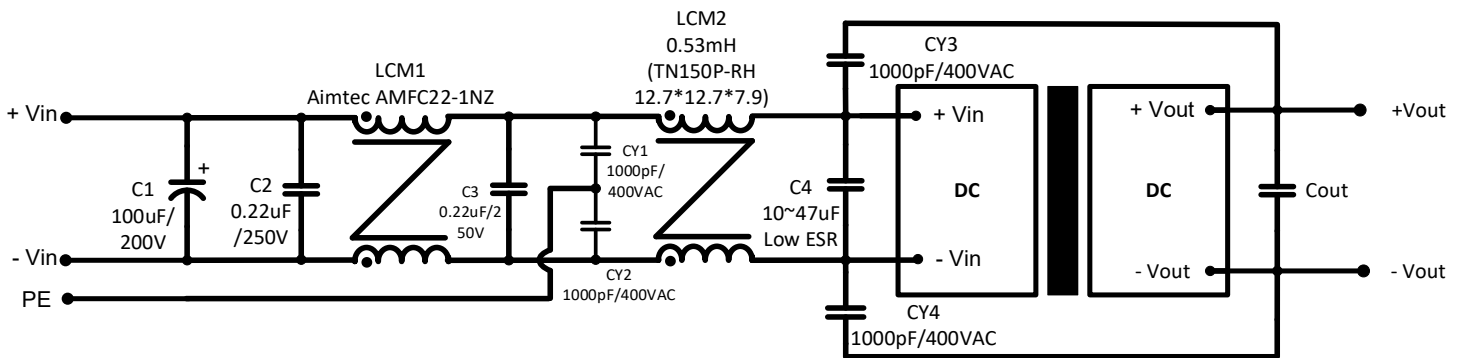 LCM2
0.53mH
(TN150P-RH
12.7*12.7*7.9)
LCM1
Aimtec AMFC22-1NZ
CY3
1000pF/400VAC
+ Vin
+
C1
100uF/
200V
C2
0.22uF
/250V
C3
0.22uF/2
50V
CY1
1000pF/
400VAC
C4
10~47uF
Low ESR
+ Vin
DC
- Vin
+ Vout
DC
- Vout
Cout
+Vout
- Vout
- Vin
PE
CY2
1000pF/400VAC
CY4
1000pF/400VAC